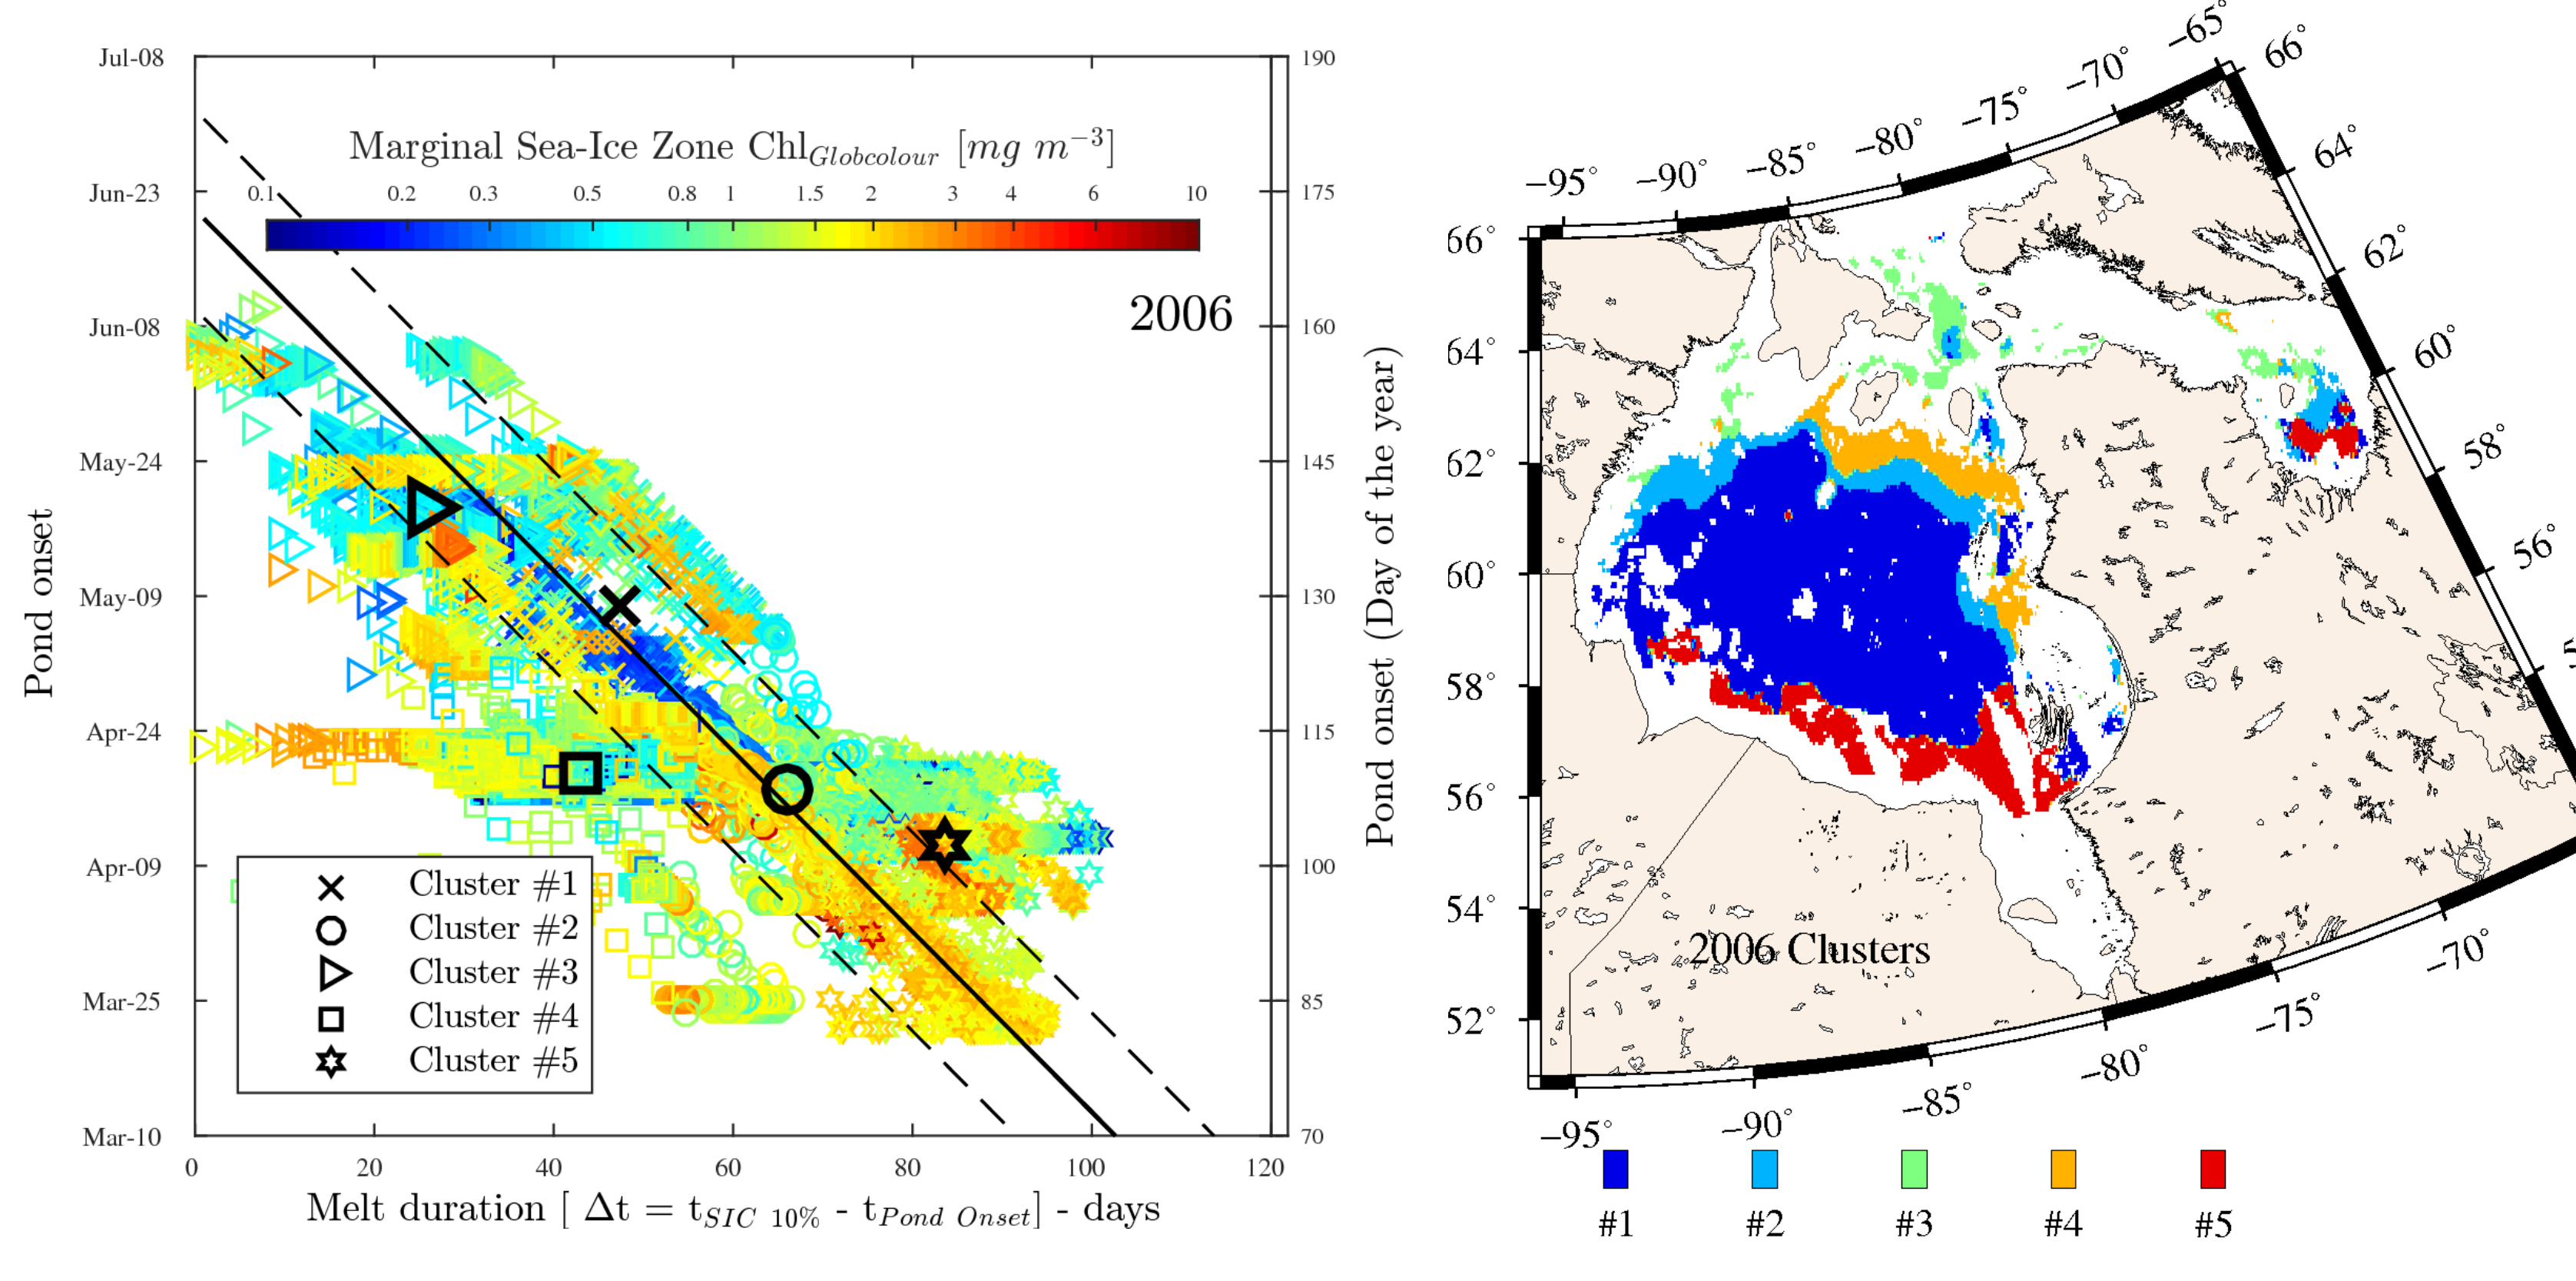 Jul-08
Jun-23
Jun-08
May-24
May-09
Apr-24
Apr-09
Mar-25
Mar-10
Pond onset
Marginal Sea-Ice Zone Chl_Globcolour [mg m⁻³]
0.1 0.2 0.3 0.5 0.8 1 1.5 2 3 4 6 10
2006
Cluster #1
Cluster #2
Cluster #3
Cluster #4
Cluster #5
190
175
160
145
130
115
100
85
70
Pond onset (Day of the year)
0 20 40 60 80 100 120
Melt duration [ Δt = t_SIC 10% - t_Pond Onset] - days
−95° −90° −85° −80° −75° −70° −65°
66°
64°
62°
60°
58°
56°
54°
52°
66°
64°
62°
60°
58°
56°
2006 Clusters
−95° −90° −85° −80° −75° −70°
#1 #2 #3 #4 #5